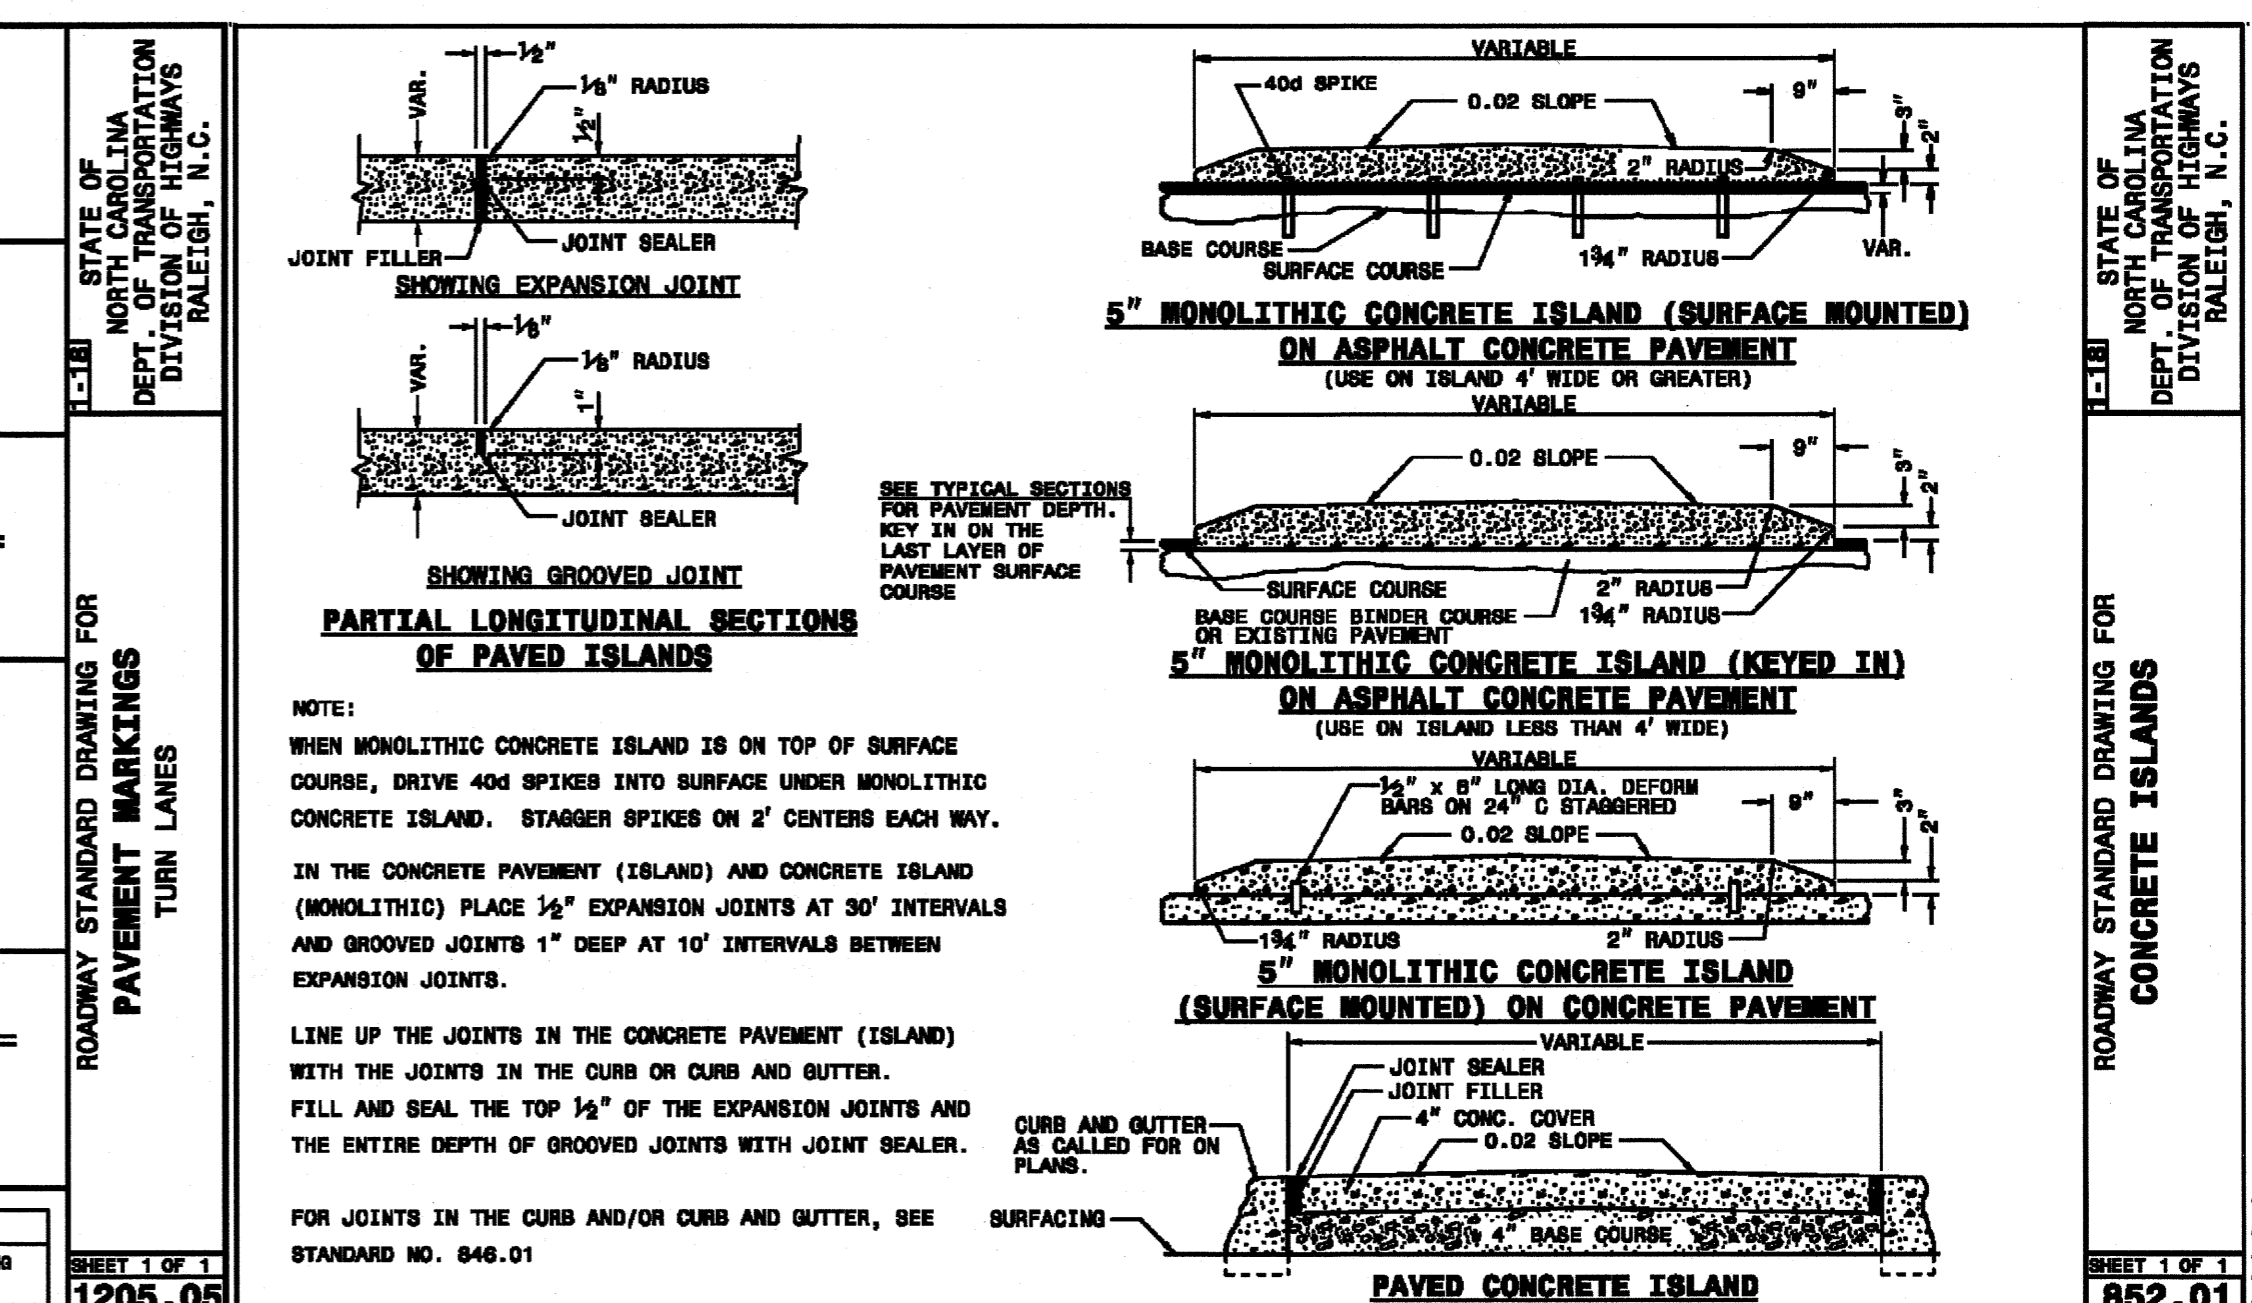 STATE OF
NORTH CAROLINA
DEPT. OF TRANSPORTATION
DIVISION OF HIGHWAYS
RALEIGH, N.C.
1-18
ROADWAY STANDARD DRAWING FOR
PAVEMENT MARKINGS
TURN LANES
SHEET 1 OF 1
1205.05
½"
VAR.
⅛" RADIUS
½"
JOINT SEALER
JOINT FILLER
SHOWING EXPANSION JOINT
⅛"
VAR.
⅛" RADIUS
1"
JOINT SEALER
SHOWING GROOVED JOINT
PARTIAL LONGITUDINAL SECTIONS
OF PAVED ISLANDS
NOTE:
WHEN MONOLITHIC CONCRETE ISLAND IS ON TOP OF SURFACE
COURSE, DRIVE 40d SPIKES INTO SURFACE UNDER MONOLITHIC
CONCRETE ISLAND. STAGGER SPIKES ON 2' CENTERS EACH WAY.
IN THE CONCRETE PAVEMENT (ISLAND) AND CONCRETE ISLAND
(MONOLITHIC) PLACE ½" EXPANSION JOINTS AT 30' INTERVALS
AND GROOVED JOINTS 1" DEEP AT 10' INTERVALS BETWEEN
EXPANSION JOINTS.
LINE UP THE JOINTS IN THE CONCRETE PAVEMENT (ISLAND)
WITH THE JOINTS IN THE CURB OR CURB AND GUTTER.
FILL AND SEAL THE TOP ½" OF THE EXPANSION JOINTS AND
THE ENTIRE DEPTH OF GROOVED JOINTS WITH JOINT SEALER.
FOR JOINTS IN THE CURB AND/OR CURB AND GUTTER, SEE
STANDARD NO. 846.01
VARIABLE
40d SPIKE
0.02 SLOPE
9"
3"
2"
2" RADIUS
BASE COURSE
SURFACE COURSE
1¾" RADIUS
VAR.
5" MONOLITHIC CONCRETE ISLAND (SURFACE MOUNTED)
ON ASPHALT CONCRETE PAVEMENT
(USE ON ISLAND 4' WIDE OR GREATER)
VARIABLE
0.02 SLOPE
9"
3"
2"
SEE TYPICAL SECTIONS
FOR PAVEMENT DEPTH.
KEY IN ON THE
LAST LAYER OF
PAVEMENT SURFACE
COURSE
SURFACE COURSE
2" RADIUS
BASE COURSE BINDER COURSE
OR EXISTING PAVEMENT
1¾" RADIUS
5" MONOLITHIC CONCRETE ISLAND (KEYED IN)
ON ASPHALT CONCRETE PAVEMENT
(USE ON ISLAND LESS THAN 4' WIDE)
VARIABLE
½" x 6" LONG DIA. DEFORM
BARS ON 24" C STAGGERED
0.02 SLOPE
9"
3"
2"
1¾" RADIUS
2" RADIUS
5" MONOLITHIC CONCRETE ISLAND
(SURFACE MOUNTED) ON CONCRETE PAVEMENT
VARIABLE
JOINT SEALER
JOINT FILLER
4" CONC. COVER
0.02 SLOPE
CURB AND GUTTER
AS CALLED FOR ON
PLANS.
SURFACING
4" BASE COURSE
PAVED CONCRETE ISLAND
STATE OF
NORTH CAROLINA
DEPT. OF TRANSPORTATION
DIVISION OF HIGHWAYS
RALEIGH, N.C.
1-18
ROADWAY STANDARD DRAWING FOR
CONCRETE ISLANDS
SHEET 1 OF 1
852.01